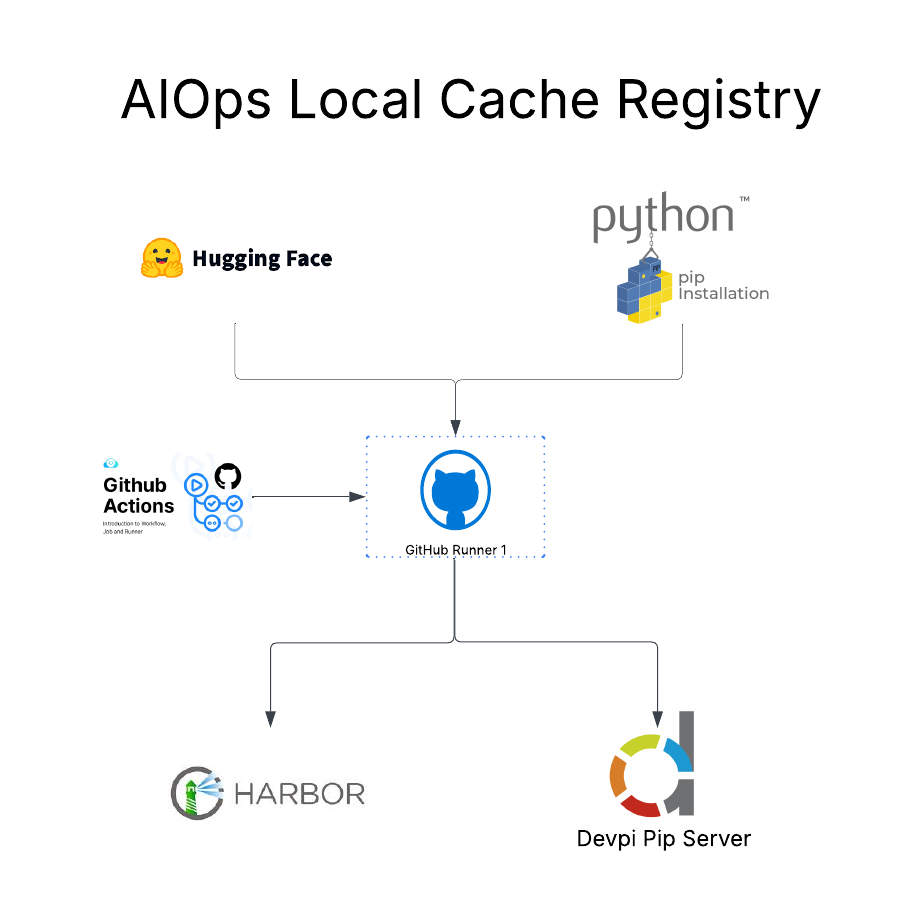 AIOps Local Cache Registry
Hugging Face
python™
pip
Installation
Github
Actions
Introduction to Workflow,
Job and Runner
GitHub Runner 1
HARBOR
Devpi Pip Server